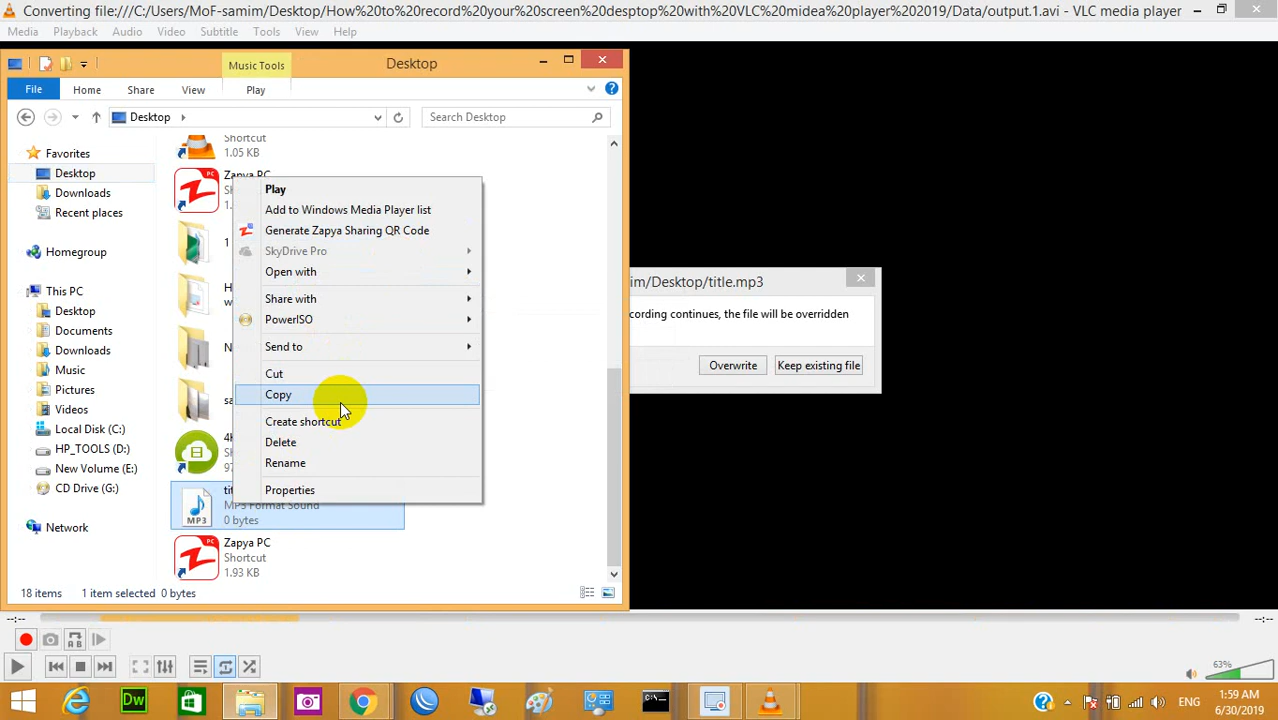 Converting file:///C:/Users/MoF-samim/Desktop/How%20to%20record%20your%20screen%20desptop%20with%20VLC%20midea%20player%202019/Data/output.1.avi - VLC media player
Media Playback Audio Video Subtitle Tools View Help
Music Tools Desktop
File Home Share View Play
Desktop Search Desktop
Favorites
Desktop
Downloads
Recent places
Homegroup
This PC
Desktop
Documents
Downloads
Music
Pictures
Videos
Local Disk (C:)
HP_TOOLS (D:)
New Volume (E:)
CD Drive (G:)
Network
Shortcut
1.05 KB
Zapya PC
1
MP3
MP3 Format Sound
0 bytes
Zapya PC
Shortcut
1.93 KB
Play
Add to Windows Media Player list
Generate Zapya Sharing QR Code
SkyDrive Pro
Open with
Share with
PowerISO
Send to
Cut
Copy
Create shortcut
Delete
Rename
Properties
18 items 1 item selected 0 bytes
im/Desktop/title.mp3
cording continues, the file will be overridden
Overwrite Keep existing file
--:-- --:--
63%
Dw
ENG
1:59 AM
6/30/2019